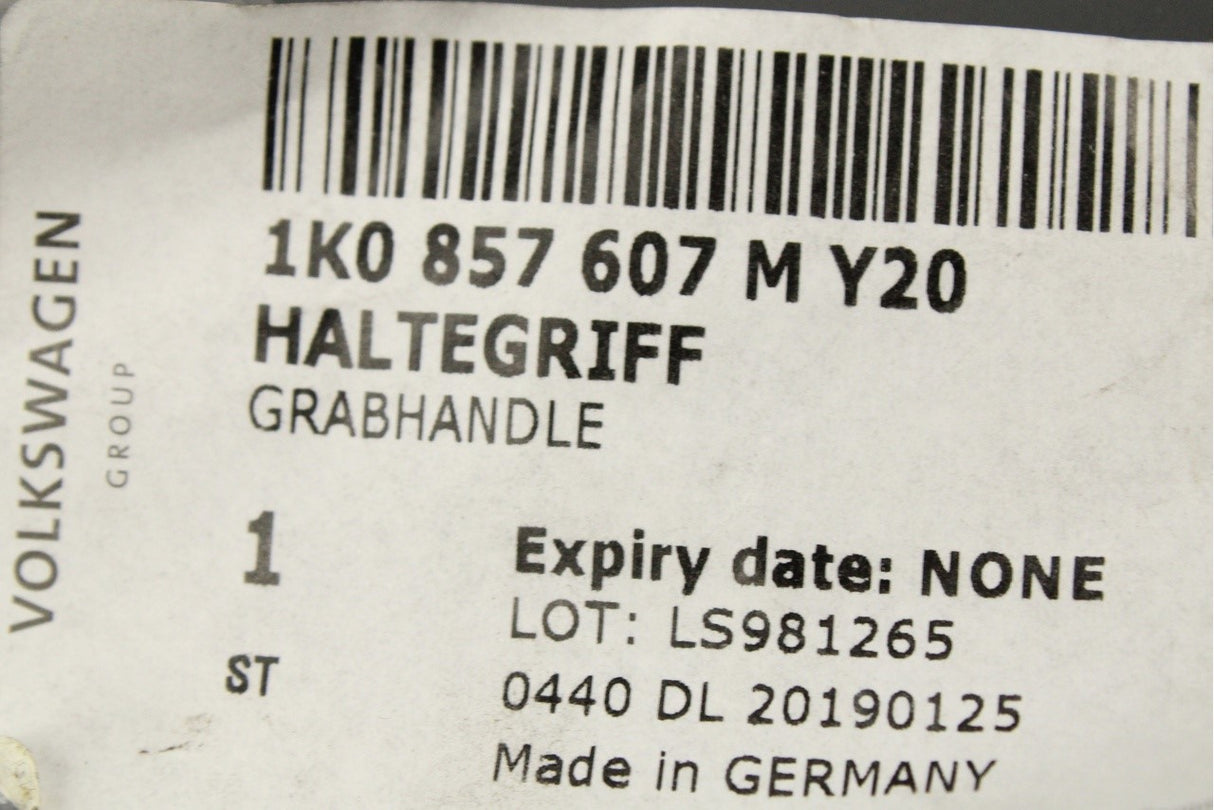 VOLKSWAGEN
GROUP
1K0 857 607 M Y20
HALTEGRIFF
GRABHANDLE
1
ST
Expiry date: NONE
LOT: LS981265
0440 DL 20190125
Made in GERMANY